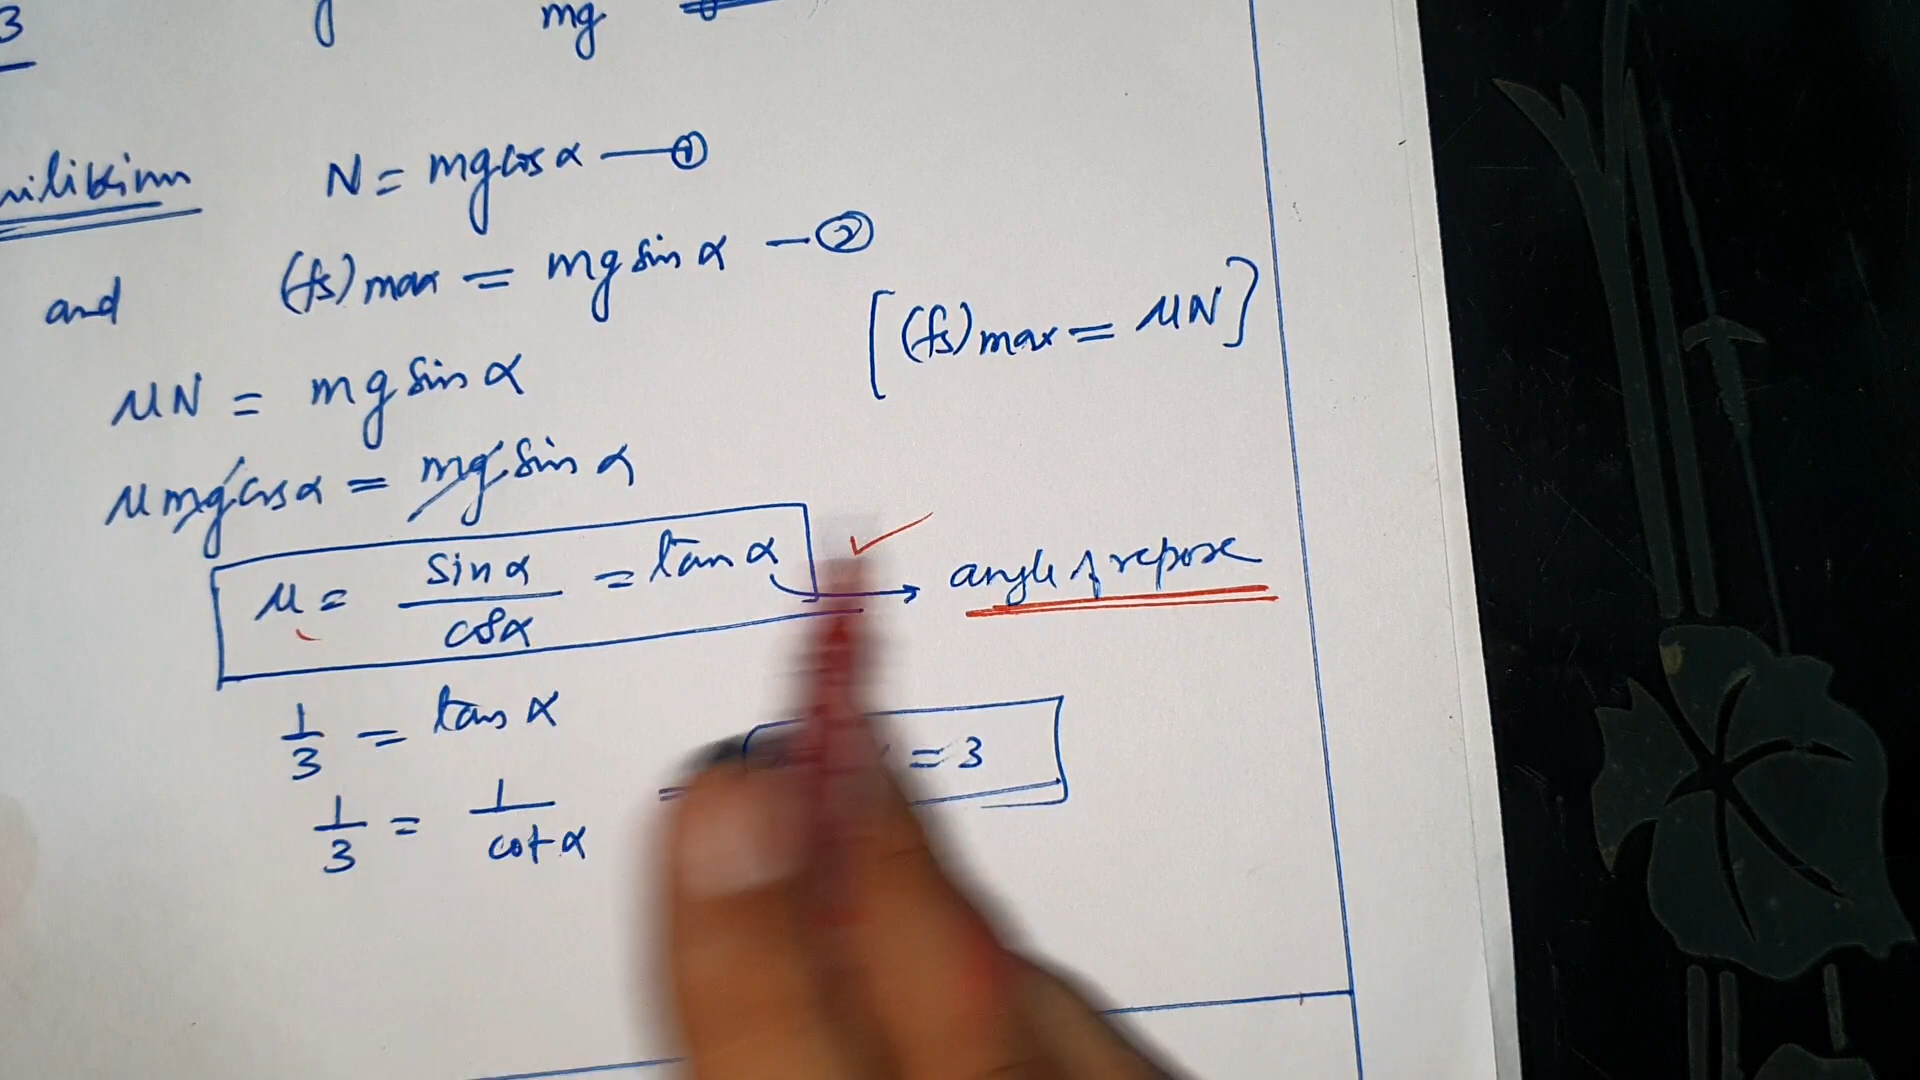 3 mg
N = mg cos α — ①
and (fs)max = mg sin α — ②
[(fs)max = μN]
μN = mg sin α
μ mg cos α = mg sin α
μ = sin α / cos α = tan α → angle of repose
1/3 = tan α
= 3
1/3 = 1/cot α